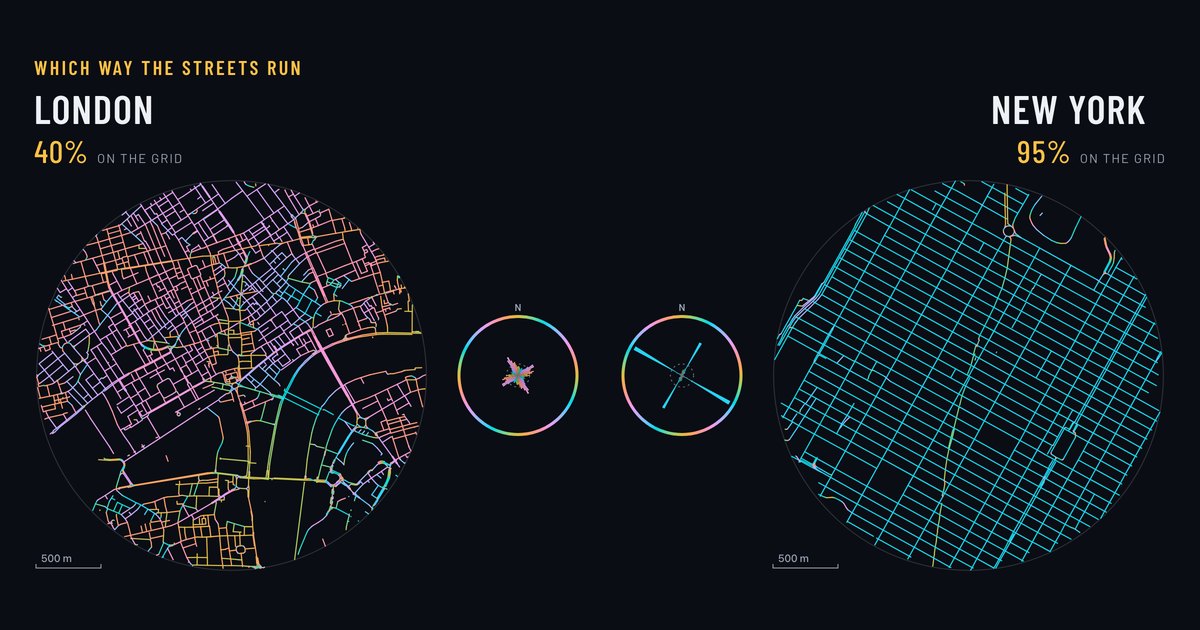 WHICH WAY THE STREETS RUN
LONDON
40% ON THE GRID
NEW YORK
95% ON THE GRID
N
N
500 m
500 m